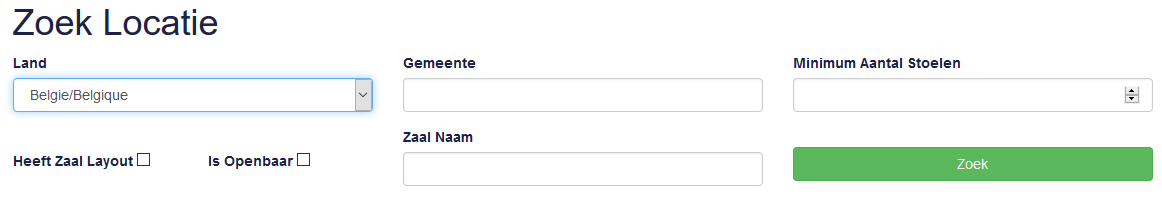 Zoek Locatie
Land
Gemeente
Minimum Aantal Stoelen
Belgie/Belgique
Zaal Naam
Heeft Zaal Layout
Is Openbaar
Zoek